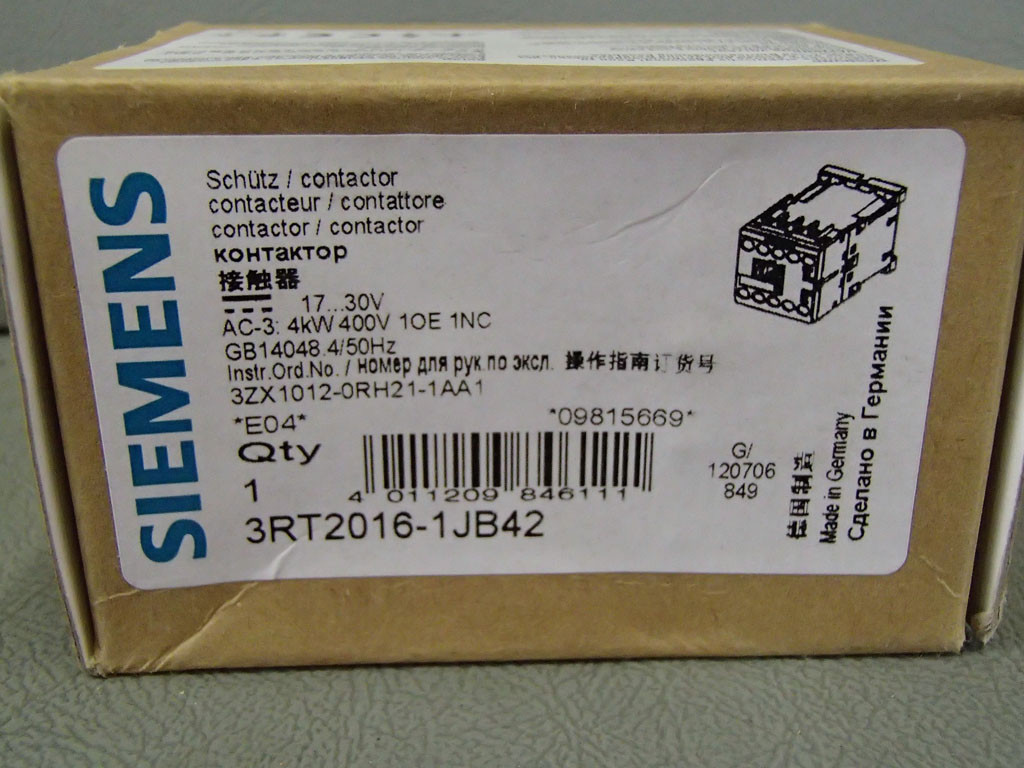 SIEMENS
Schütz / contactor
contacteur / contattore
contactor / contactor
контактор
接触器
17...30V
AC-3: 4kW 400V 1OE 1NC
GB14048.4/50Hz
Instr.Ord.No. / номер для рук.по эксл. 操作指南订货号
3ZX1012-0RH21-1AA1
*E04* *09815669*
Qty
1
4 011209 846111
3RT2016-1JB42
G/
120706
849
德国制造
Made in Germany
Сделано в Германии